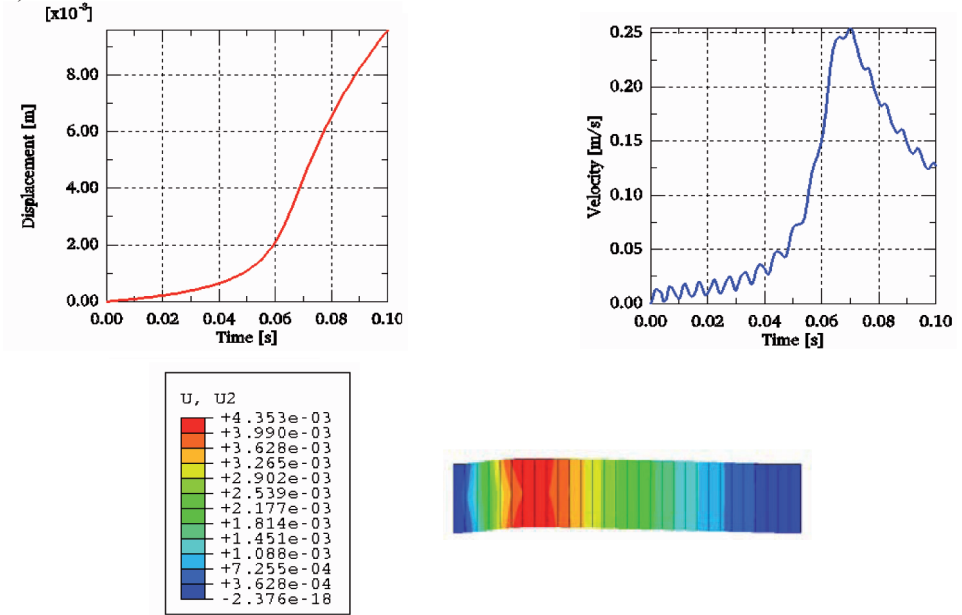 [x10⁻³]
Displacement [m]
8.00
6.00
4.00
2.00
0.00
0.00 0.02 0.04 0.06 0.08 0.10
Time [s]
Velocity [m/s]
0.25
0.20
0.15
0.10
0.05
0.00
0.00 0.02 0.04 0.06 0.08 0.10
Time [s]
U, U2
+4.353e-03
+3.990e-03
+3.628e-03
+3.265e-03
+2.902e-03
+2.539e-03
+2.177e-03
+1.814e-03
+1.451e-03
+1.088e-03
+7.255e-04
+3.628e-04
-2.376e-18